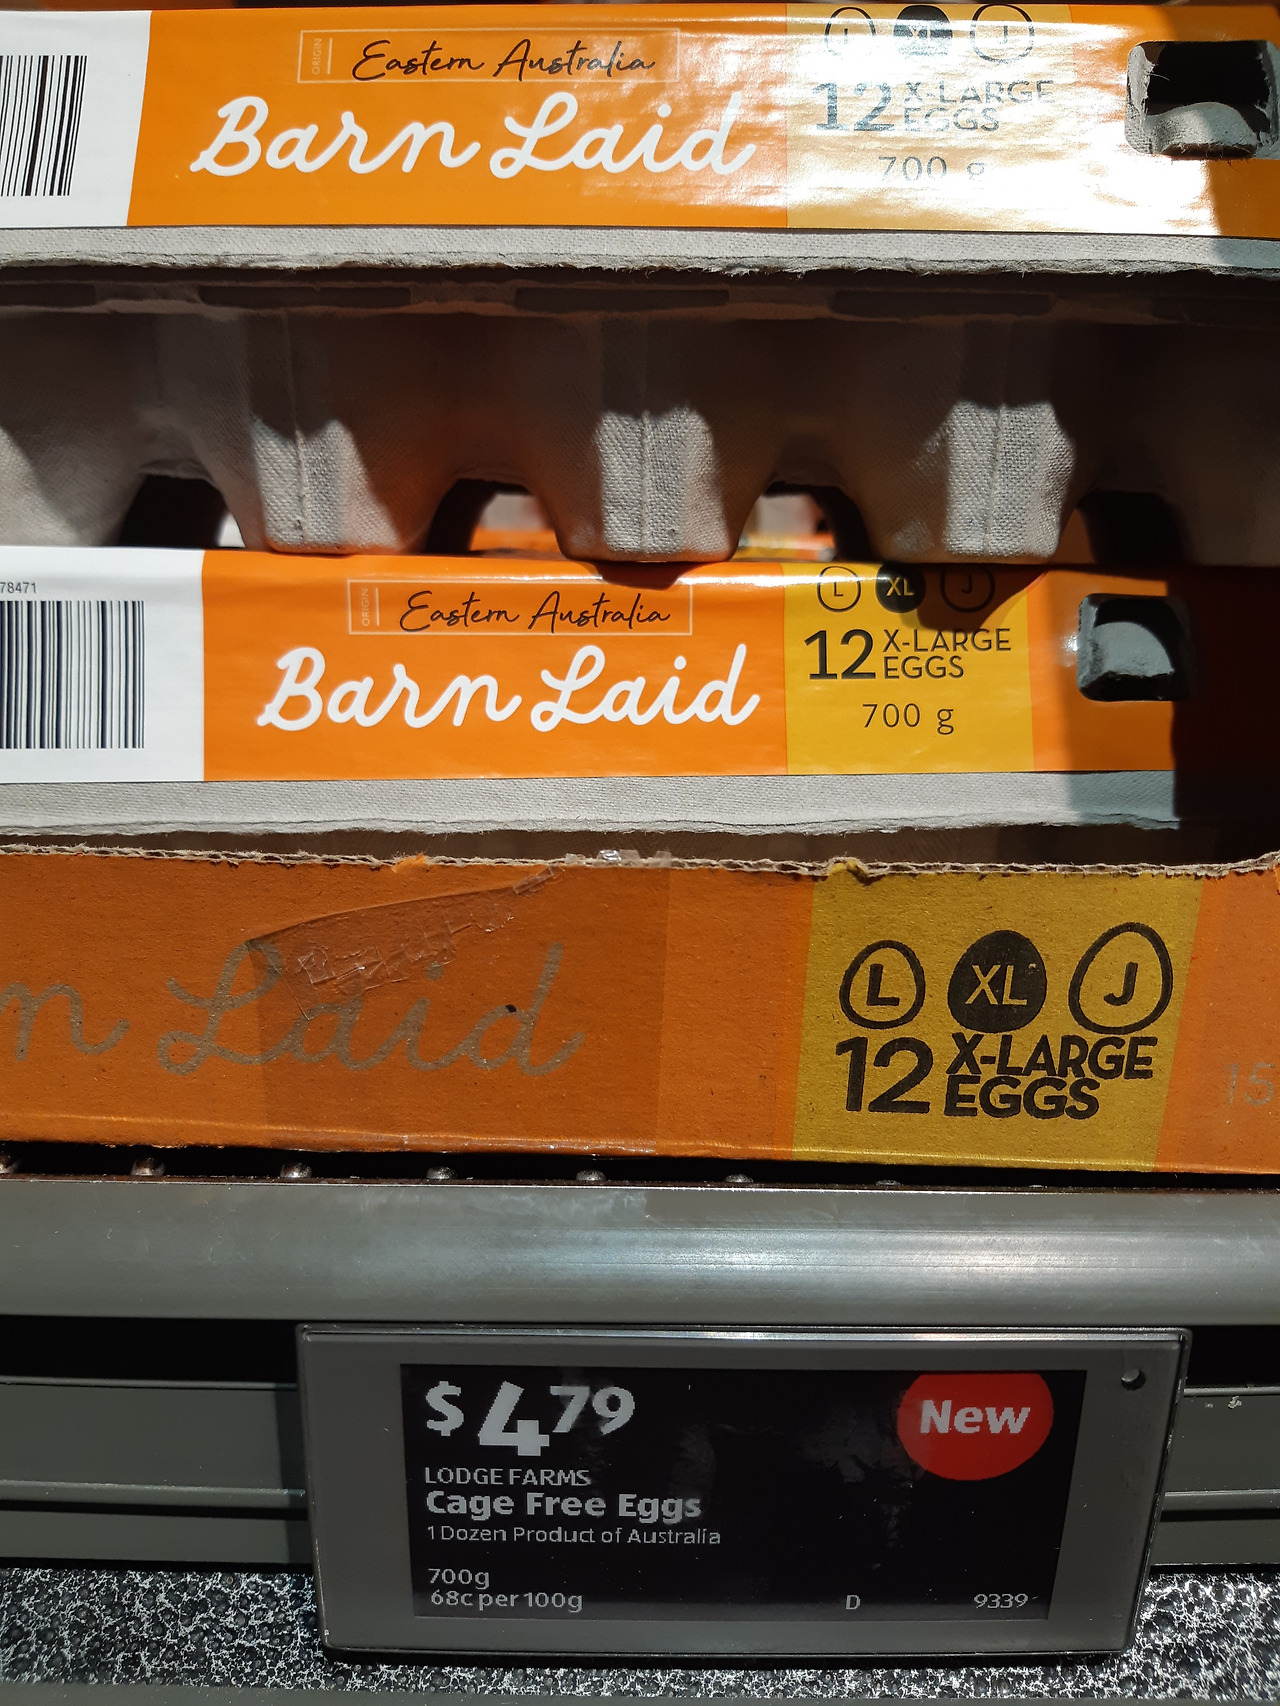 ORIGIN
Eastern Australia
Barn Laid
L XL J
12 X-LARGE
EGGS
700 g
78471
ORIGIN
Eastern Australia
Barn Laid
L XL J
12 X-LARGE
EGGS
700 g
n Laid
L XL J
12 X-LARGE
EGGS
15
$4.79
New
LODGE FARMS
Cage Free Eggs
1 Dozen Product of Australia
700g
68c per 100g
D
9339